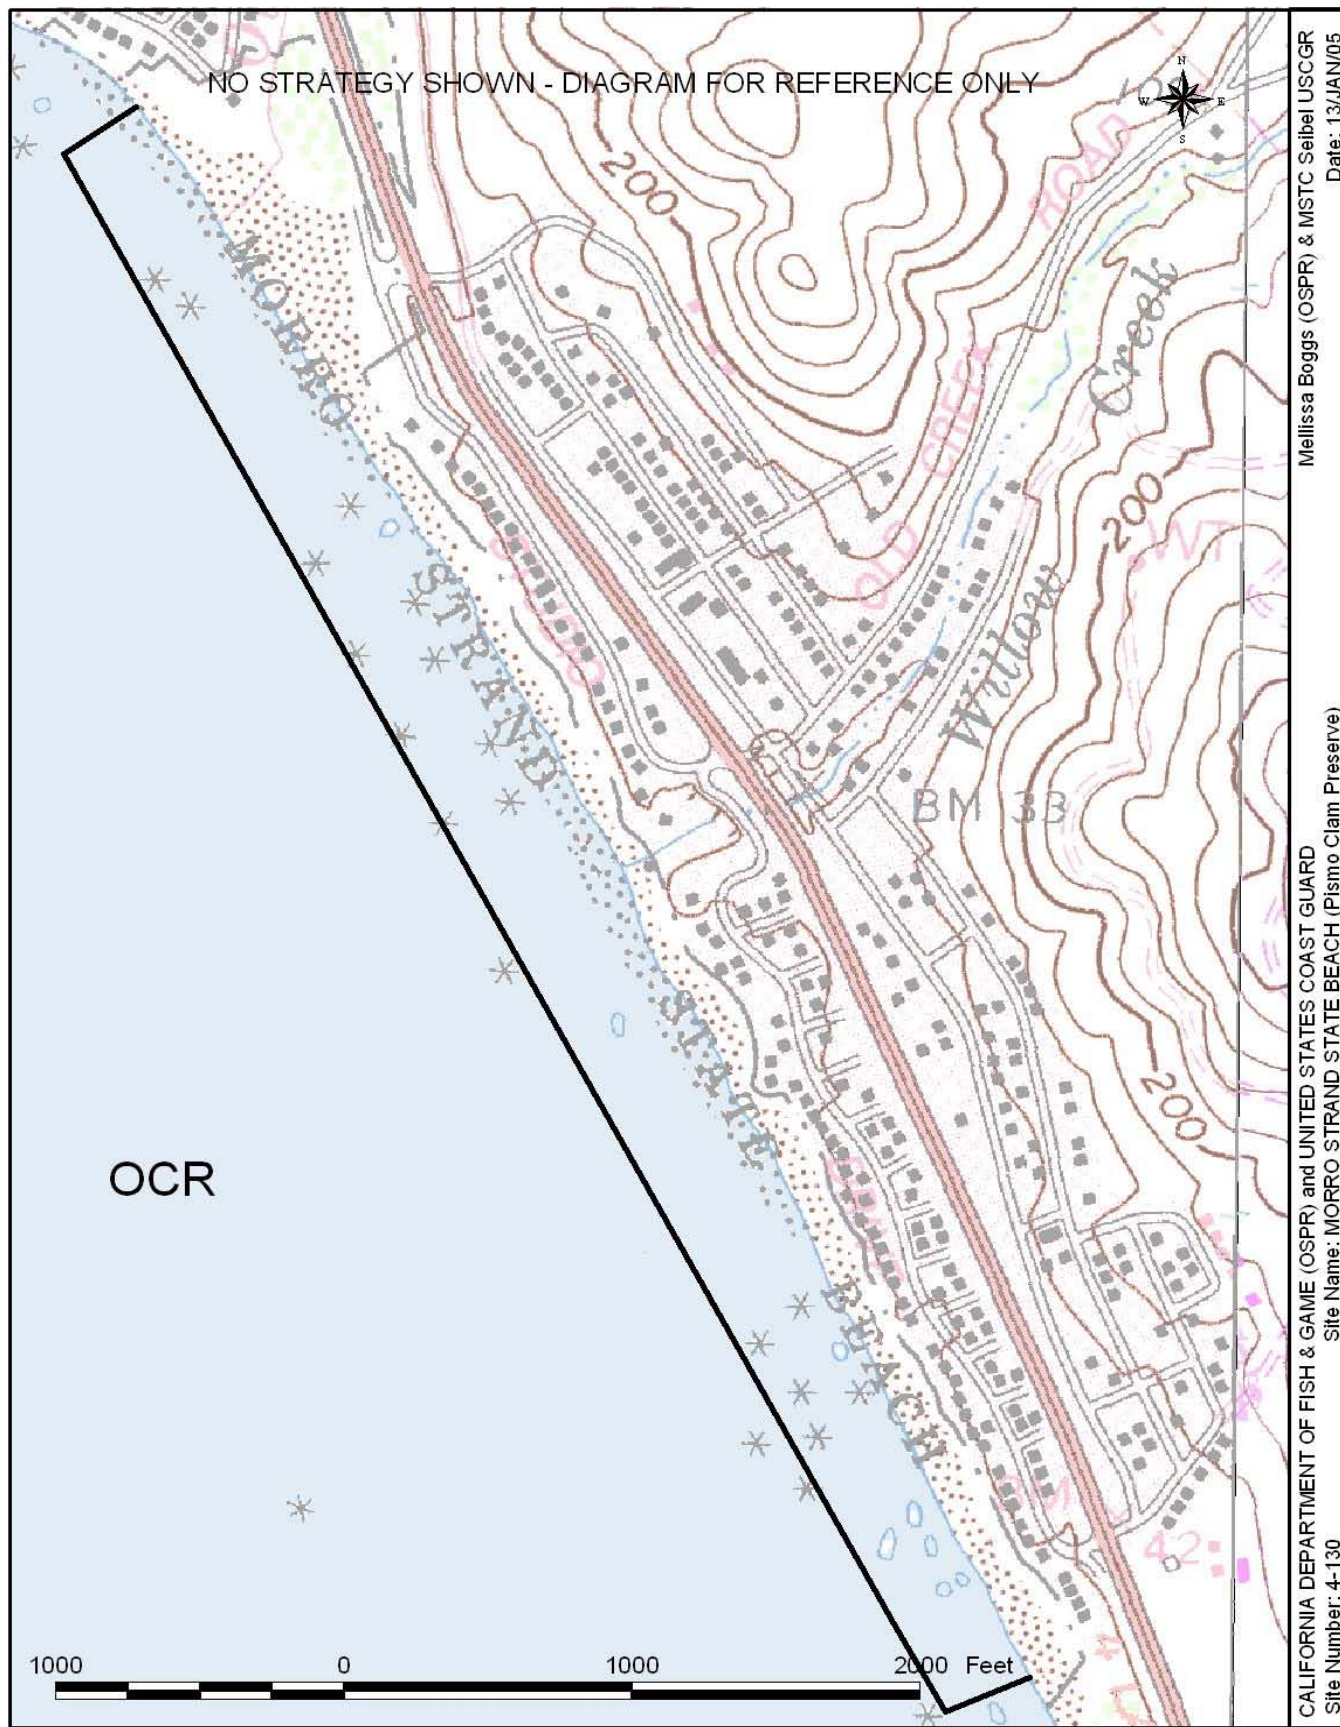 NO STRATEGY SHOWN - DIAGRAM FOR REFERENCE ONLY
N
W E
S
200
MORRO STRAND STATE BEACH
OLD CREEK ROAD
Willow Creek
200
WT
BM 33
200
OCR
BM
42
1000 0 1000 2000 Feet
CALIFORNIA DEPARTMENT OF FISH & GAME (OSPR) and UNITED STATES COAST GUARD
Mellissa Boggs (OSPR) & MSTC Seibel USCGR
Site Number: 4-130
Site Name: MORRO STRAND STATE BEACH (Pismo Clam Preserve)
Date: 13/JAN/05